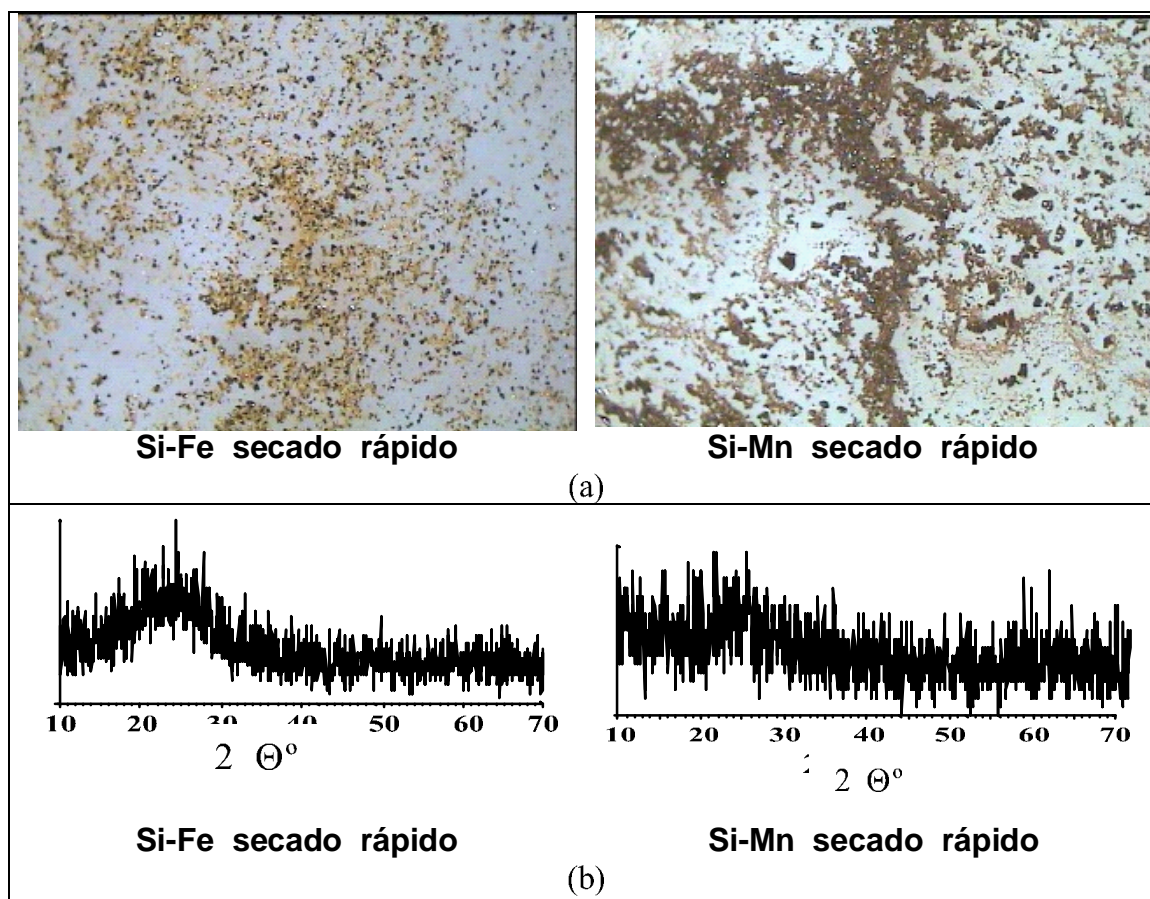 Si-Fe secado rápido Si-Mn secado rápido
(a)
10 20 30 40 50 60 70 10 20 30 40 50 60 70
2 Θº 2 Θº
Si-Fe secado rápido Si-Mn secado rápido
(b)